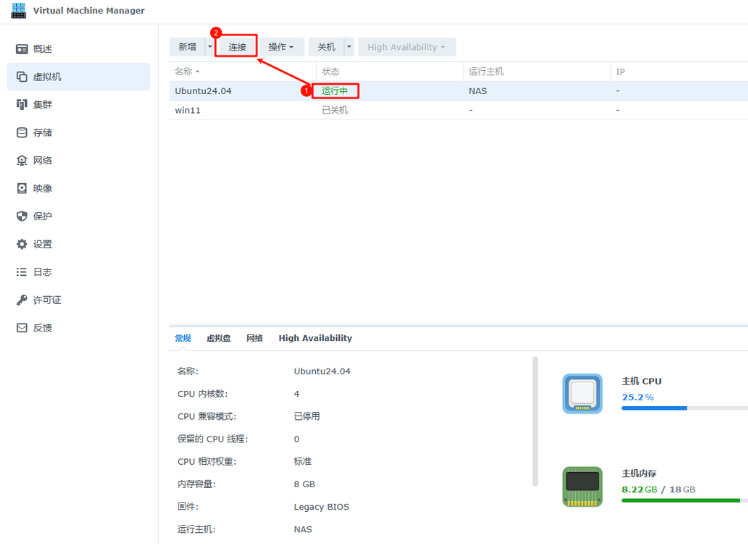 Virtual Machine Manager
概述
虚拟机
集群
存储
网络
映像
保护
设置
日志
许可证
反馈
2
新增 连接 操作 关机 High Availability
名称 状态 运行主机 IP
Ubuntu24.04 1 运行中 NAS -
win11 已关机 - -
常规 虚拟盘 网络 High Availability
名称: Ubuntu24.04
CPU 内核数: 4
CPU 兼容模式: 已停用
保留的 CPU 线程: 0
CPU 相对权重: 标准
内存容量: 8 GB
固件: Legacy BIOS
运行主机: NAS
主机 CPU
25.2 %
主机内存
8.22 GB / 18 GB